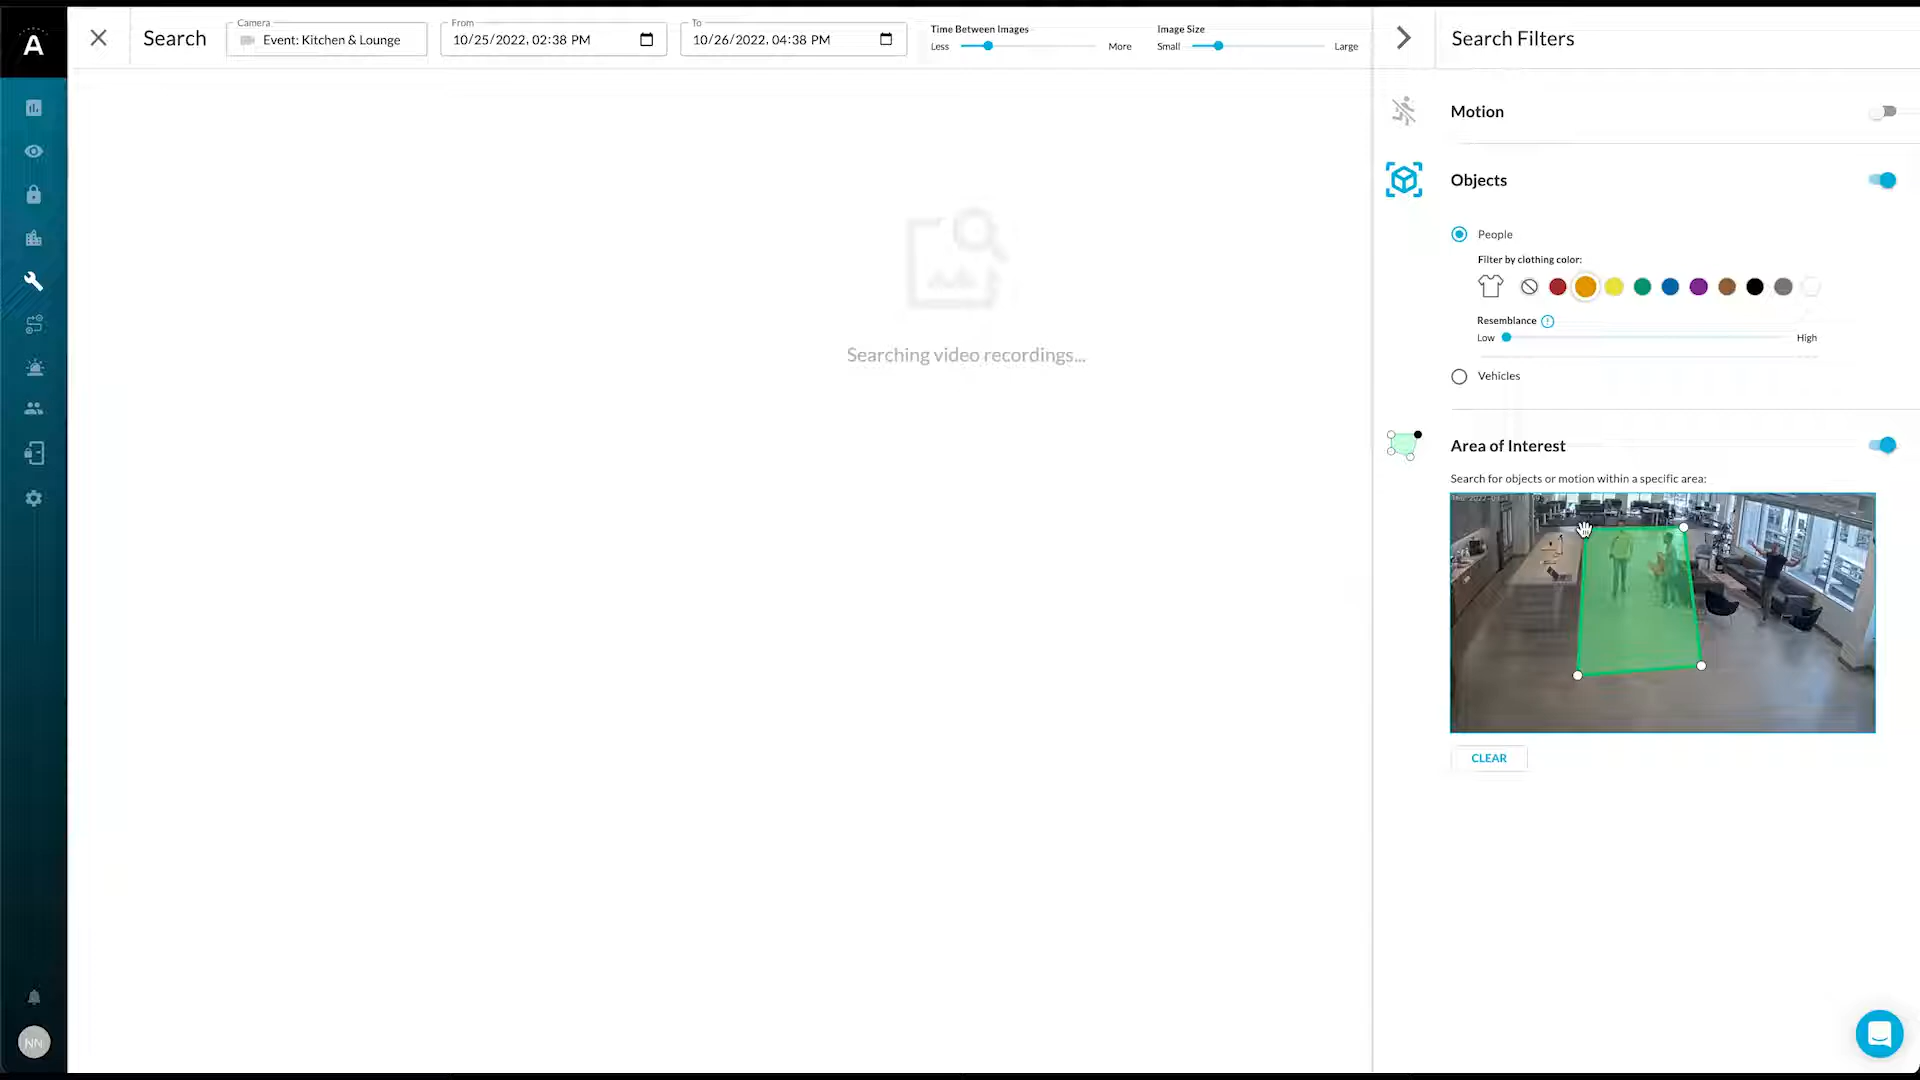 A
Search
Camera
Event: Kitchen & Lounge
From
10/25/2022, 02:38 PM
To
10/26/2022, 04:38 PM
Time Between Images
Less
More
Image Size
Small
Large
Search Filters
Motion
Objects
People
Filter by clothing color:
Resemblance
Low
High
Vehicles
Area of Interest
Search for objects or motion within a specific area:
CLEAR
Searching video recordings...
NN